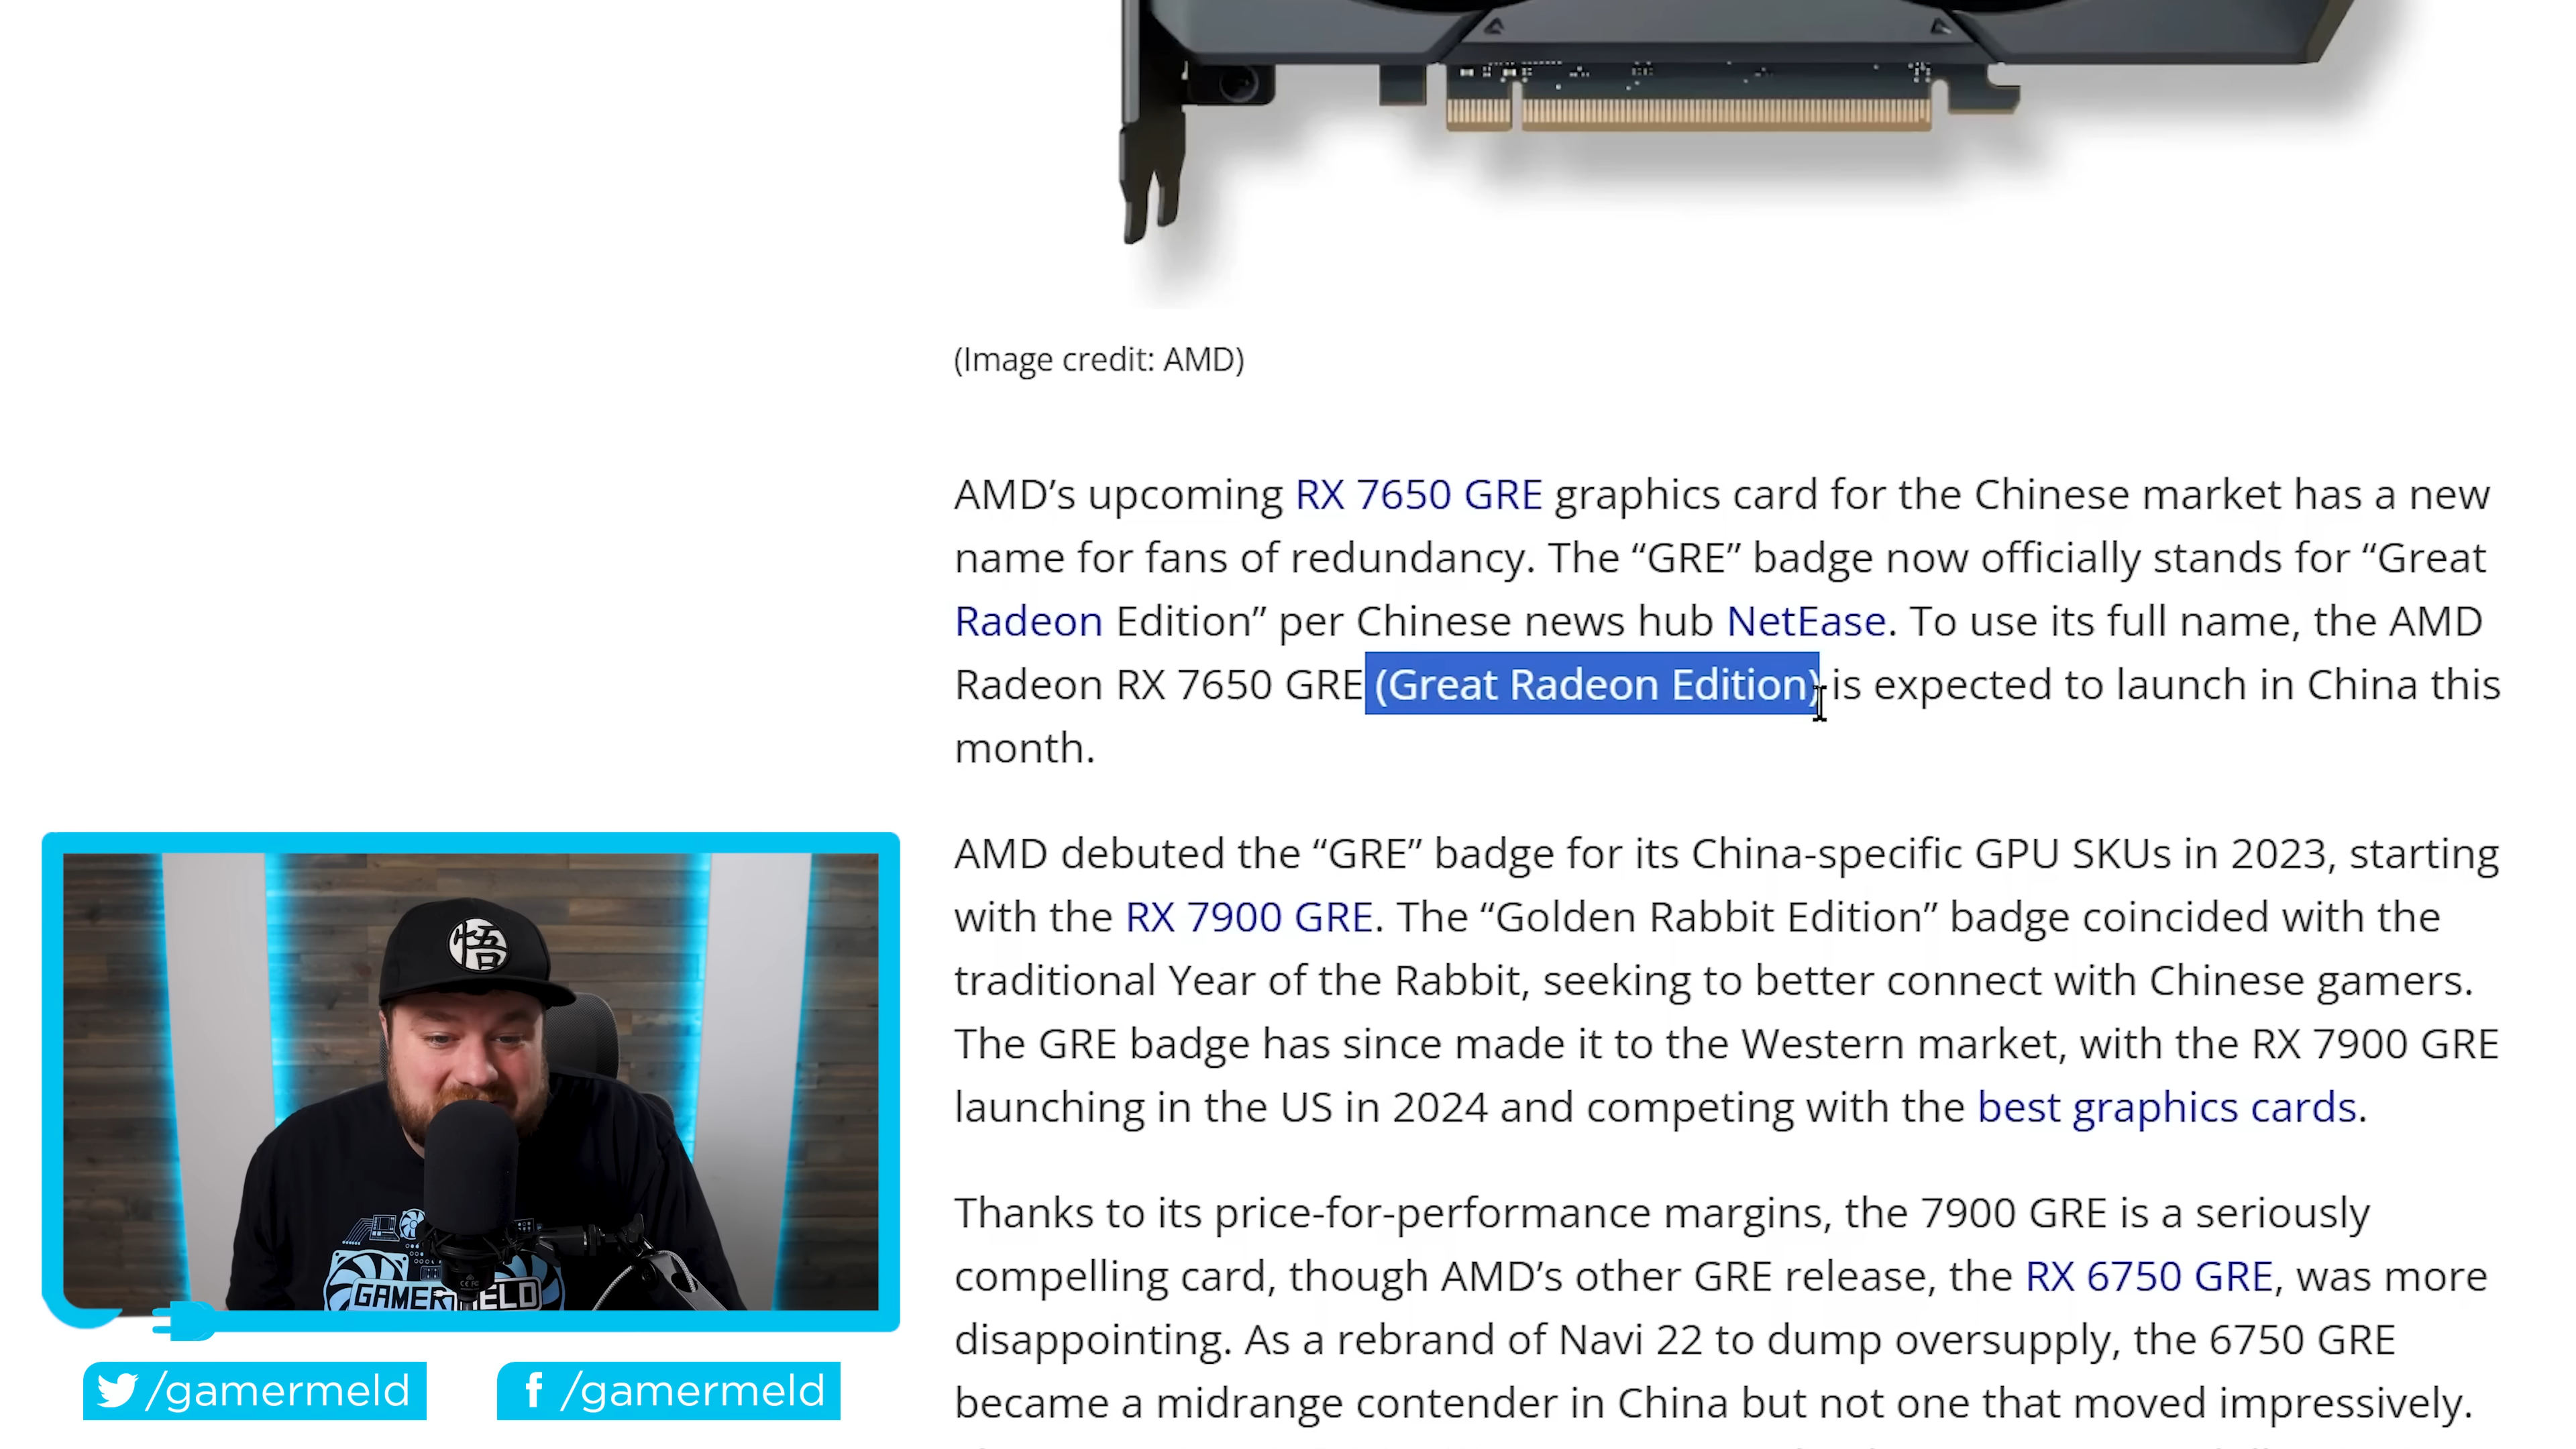 (Image credit: AMD)
AMD’s upcoming RX 7650 GRE graphics card for the Chinese market has a new
name for fans of redundancy. The “GRE” badge now officially stands for “Great
Radeon Edition” per Chinese news hub NetEase. To use its full name, the AMD
Radeon RX 7650 GRE (Great Radeon Edition) is expected to launch in China this
month.
AMD debuted the “GRE” badge for its China-specific GPU SKUs in 2023, starting
with the RX 7900 GRE. The “Golden Rabbit Edition” badge coincided with the
traditional Year of the Rabbit, seeking to better connect with Chinese gamers.
The GRE badge has since made it to the Western market, with the RX 7900 GRE
launching in the US in 2024 and competing with the best graphics cards.
Thanks to its price-for-performance margins, the 7900 GRE is a seriously
compelling card, though AMD’s other GRE release, the RX 6750 GRE, was more
disappointing. As a rebrand of Navi 22 to dump oversupply, the 6750 GRE
became a midrange contender in China but not one that moved impressively.
悟
/gamermeld
/gamermeld